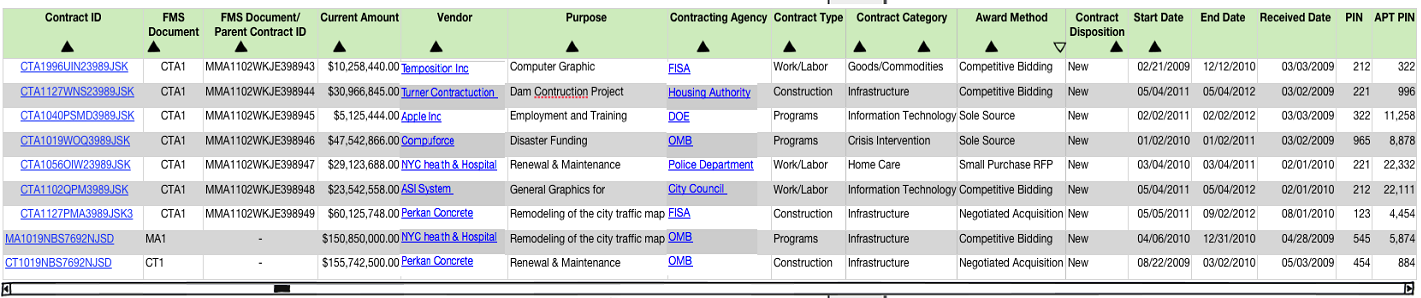 Contract ID FMS Document FMS Document/ Parent Contract ID Current Amount Vendor Purpose Contracting Agency Contract Type Contract Category Award Method Contract Disposition Start Date End Date Received Date PIN APT PIN
CTA1996UIN23989JSK CTA1 MMA1102WKJE398943 $10,258,440.00 Temposition Inc Computer Graphic FISA Work/Labor Goods/Commodities Competitive Bidding New 02/21/2009 12/12/2010 03/03/2009 212 322
CTA1127WNS23989JSK CTA1 MMA1102WKJE398944 $30,966,845.00 Turner Contractuction Dam Contruction Project Housing Authority Construction Infrastructure Competitive Bidding New 05/04/2011 05/04/2012 03/02/2009 221 996
CTA1040PSMD3989JSK CTA1 MMA1102WKJE398945 $5,125,444.00 Apple Inc Employment and Training DOE Programs Information Technology Sole Source New 02/02/2011 02/02/2012 03/03/2009 322 11,258
CTA1019WOQ3989JSK CTA1 MMA1102WKJE398946 $47,542,866.00 Compuforce Disaster Funding OMB Programs Crisis Intervention Sole Source New 01/02/2010 01/02/2011 03/02/2009 965 8,878
CTA1056OIW23989JSK CTA1 MMA1102WKJE398947 $29,123,688.00 NYC heath & Hospital Renewal & Maintenance Police Department Work/Labor Home Care Small Purchase RFP New 03/04/2010 03/04/2011 02/01/2010 221 22,332
CTA1102QPM3989JSK CTA1 MMA1102WKJE398948 $23,542,558.00 ASI System General Graphics for City Council Work/Labor Information Technology Competitive Bidding New 05/04/2011 05/04/2012 02/01/2010 212 22,111
CTA1127PMA3989JSK3 CTA1 MMA1102WKJE398949 $60,125,748.00 Perkan Concrete Remodeling of the city traffic map FISA Construction Infrastructure Negotiated Acquisition New 05/05/2011 09/02/2012 08/01/2010 123 4,454
MA1019NBS7692NJSD MA1 - $150,850,000.00 NYC heath & Hospital Remodeling of the city traffic map OMB Programs Infrastructure Competitive Bidding New 04/06/2010 12/31/2010 04/28/2009 545 5,874
CT1019NBS7692NJSD CT1 - $155,742,500.00 Perkan Concrete Renewal & Maintenance OMB Construction Infrastructure Negotiated Acquisition New 08/22/2009 03/02/2010 05/03/2009 454 884